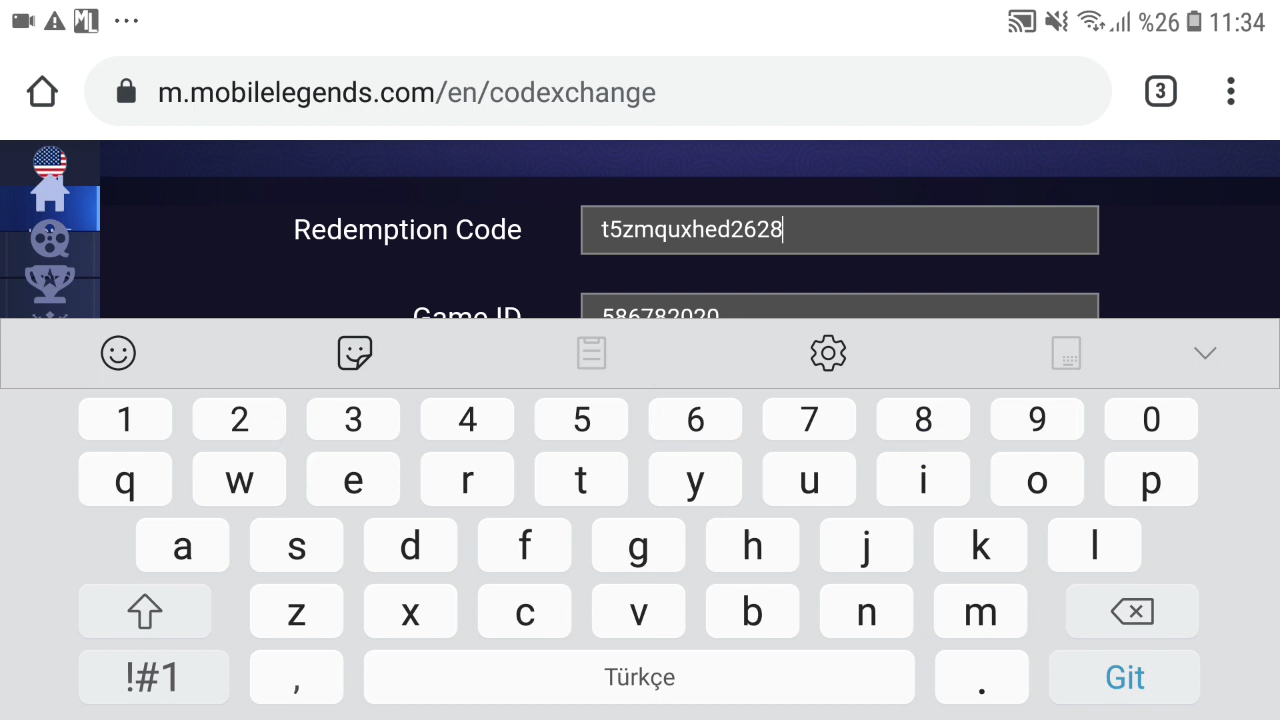 ML ... %26 11:34
m.mobilelegends.com/en/codexchange 3
Redemption Code t5zmquxhed2628
Game ID 586782020
1 2 3 4 5 6 7 8 9 0
q w e r t y u i o p
a s d f g h j k l
z x c v b n m
!#1 , Türkçe . Git